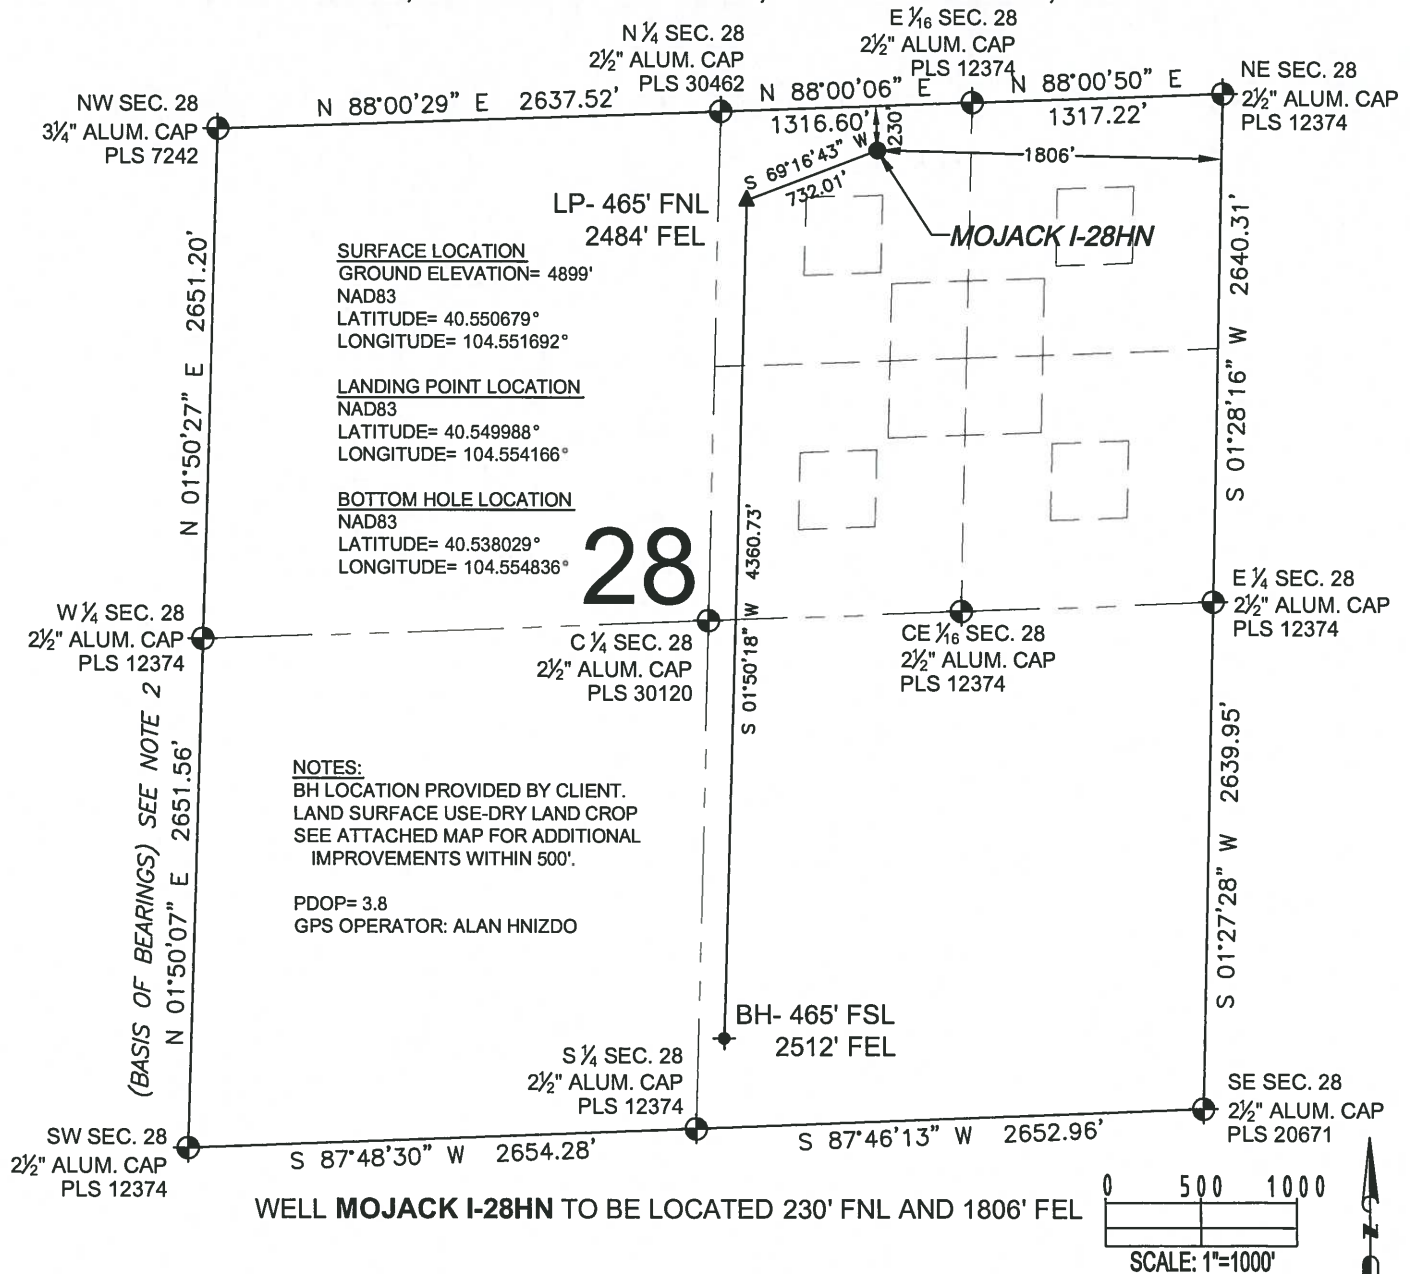 N ¼ SEC. 28
2½" ALUM. CAP
PLS 30462
E 1/16 SEC. 28
2½" ALUM. CAP
PLS 12374
NE SEC. 28
2½" ALUM. CAP
PLS 12374
NW SEC. 28
3¼" ALUM. CAP
PLS 7242
N 88°00'29" E 2637.52'
N 88°00'06" E
1316.60'
N 88°00'50" E
1317.22'
230'
1806'
S 69°16'43" W
732.01'
LP- 465' FNL
2484' FEL
MOJACK I-28HN
SURFACE LOCATION
GROUND ELEVATION= 4899'
NAD83
LATITUDE= 40.550679°
LONGITUDE= 104.551692°
LANDING POINT LOCATION
NAD83
LATITUDE= 40.549988°
LONGITUDE= 104.554166°
BOTTOM HOLE LOCATION
NAD83
LATITUDE= 40.538029°
LONGITUDE= 104.554836°
28
N 01°50'27" E 2651.20'
S 01°28'16" W 2640.31'
S 01°50'18" W 4360.73'
W ¼ SEC. 28
2½" ALUM. CAP
PLS 12374
C ¼ SEC. 28
2½" ALUM. CAP
PLS 30120
CE 1/16 SEC. 28
2½" ALUM. CAP
PLS 12374
E ¼ SEC. 28
2½" ALUM. CAP
PLS 12374
(BASIS OF BEARINGS) SEE NOTE 2
N 01°50'07" E 2651.56'
S 01°27'28" W 2639.95'
NOTES:
BH LOCATION PROVIDED BY CLIENT.
LAND SURFACE USE-DRY LAND CROP
SEE ATTACHED MAP FOR ADDITIONAL
IMPROVEMENTS WITHIN 500'.
PDOP= 3.8
GPS OPERATOR: ALAN HNIZDO
BH- 465' FSL
2512' FEL
S ¼ SEC. 28
2½" ALUM. CAP
PLS 12374
SE SEC. 28
2½" ALUM. CAP
PLS 20671
SW SEC. 28
2½" ALUM. CAP
PLS 12374
S 87°48'30" W 2654.28'
S 87°46'13" W 2652.96'
WELL MOJACK I-28HN TO BE LOCATED 230' FNL AND 1806' FEL
0 500 1000
SCALE: 1"=1000'